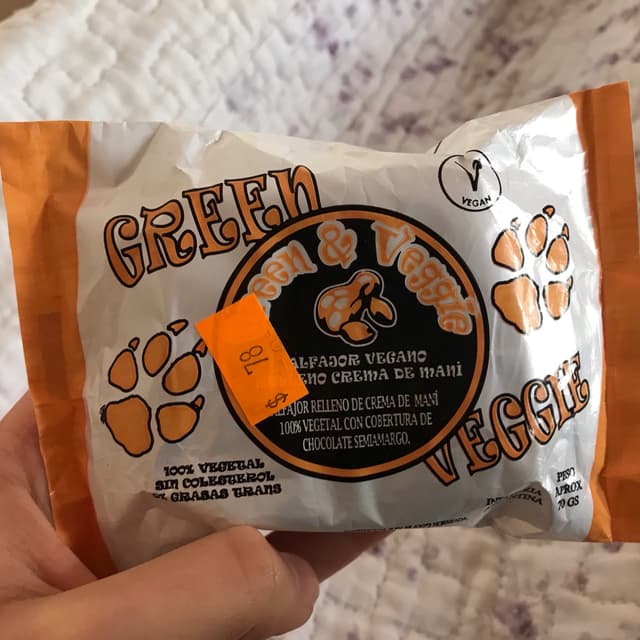 GREEN
VEGAN
Green & Veggie
ALFAJOR VEGANO
RELLENO CREMA DE MANÍ
ALFAJOR RELLENO DE CREMA DE MANÍ
100% VEGETAL CON COBERTURA DE
CHOCOLATE SEMIAMARGO.
$ 78
VEGGIE
100% VEGETAL
SIN COLESTEROL
GRASAS TRANS
PESO
APROX
70 GS